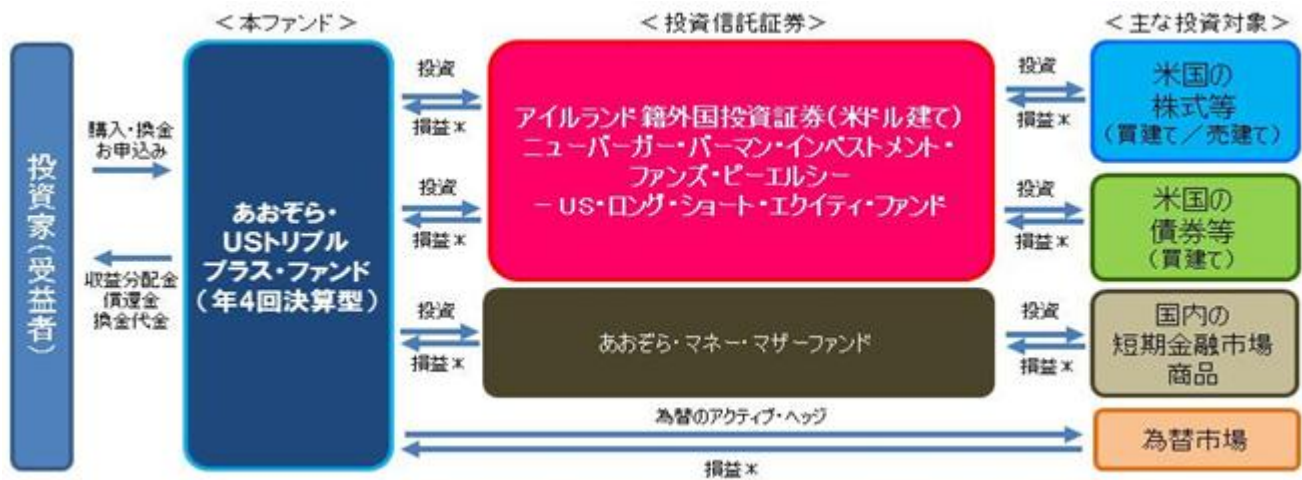 ＜本ファンド＞
＜投資信託証券＞
＜主な投資対象＞
投資家（受益者）
購入・換金
お申込み
収益分配金
償還金
換金代金
あおぞら・
USトリプル
プラス・ファンド
（年4回決算型）
投資
損益＊
投資
損益＊
投資
損益＊
アイルランド籍外国投資証券（米ドル建て）
ニューバーガー・バーマン・インベストメント・
ファンズ・ピーエルシー
－US・ロング・ショート・エクイティ・ファンド
あおぞら・マネー・マザーファンド
投資
損益＊
投資
損益＊
投資
損益＊
米国の
株式等
（買建て／売建て）
米国の
債券等
（買建て）
国内の
短期金融市場
商品
為替のアクティブ・ヘッジ
損益＊
為替市場